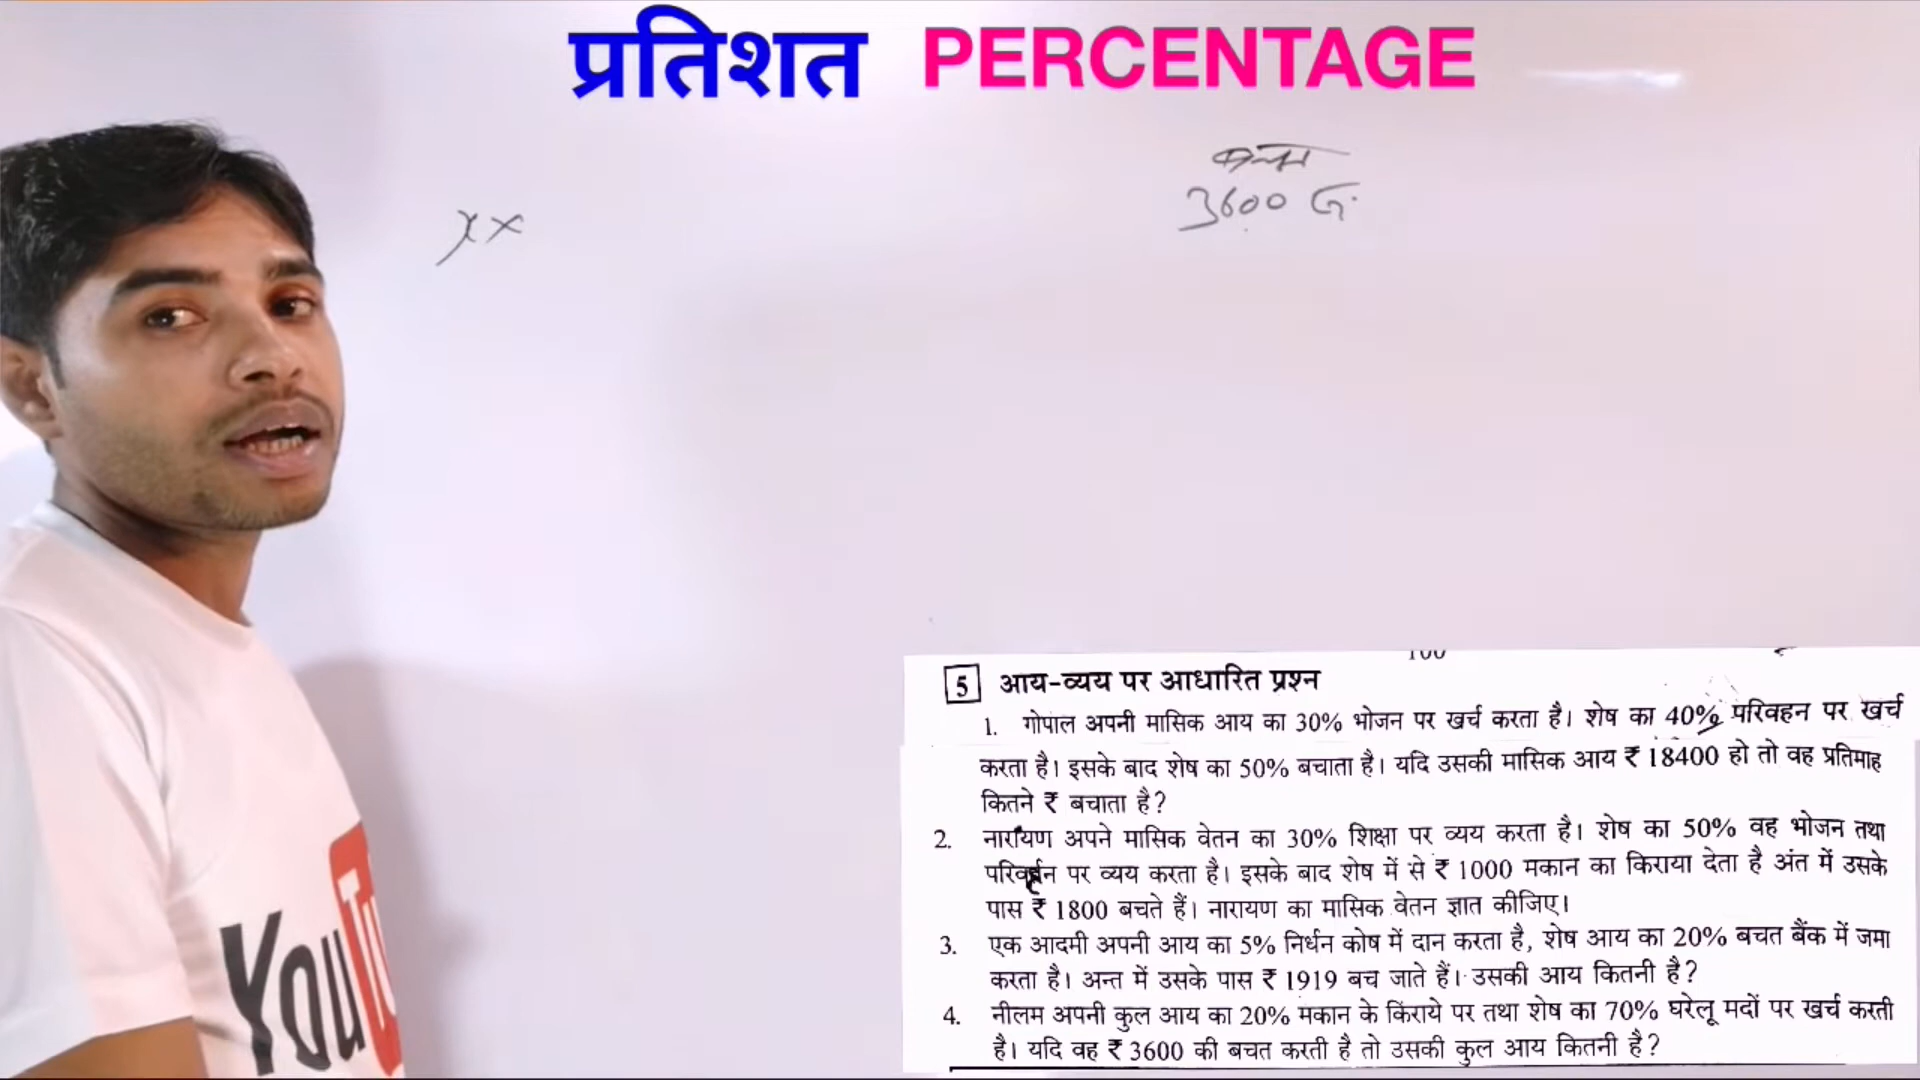 प्रतिशत PERCENTAGE
3600
100
5 आय-व्यय पर आधारित प्रश्न
1. गोपाल अपनी मासिक आय का 30% भोजन पर खर्च करता है। शेष का 40% परिवहन पर खर्च
करता है। इसके बाद शेष का 50% बचाता है। यदि उसकी मासिक आय ₹ 18400 हो तो वह प्रतिमाह
कितने ₹ बचाता है?
2. नारायण अपने मासिक वेतन का 30% शिक्षा पर व्यय करता है। शेष का 50% वह भोजन तथा
पर व्यय करता है। इसके बाद शेष में से ₹ 1000 मकान का किराया देता है अंत में उसके
पास ₹ 1800 बचते हैं। नारायण का मासिक वेतन ज्ञात कीजिए।
3. एक आदमी अपनी आय का 5% निर्धन कोष में दान करता है, शेष आय का 20% बचत बैंक में जमा
करता है। अन्त में उसके पास ₹ 1919 बच जाते हैं। उसकी आय कितनी है?
4. नीलम अपनी कुल आय का 20% मकान के किराये पर तथा शेष का 70% घरेलू मदों पर खर्च करती
है। यदि वह ₹ 3600 की बचत करती है तो उसकी कुल आय कितनी है?
YouTu